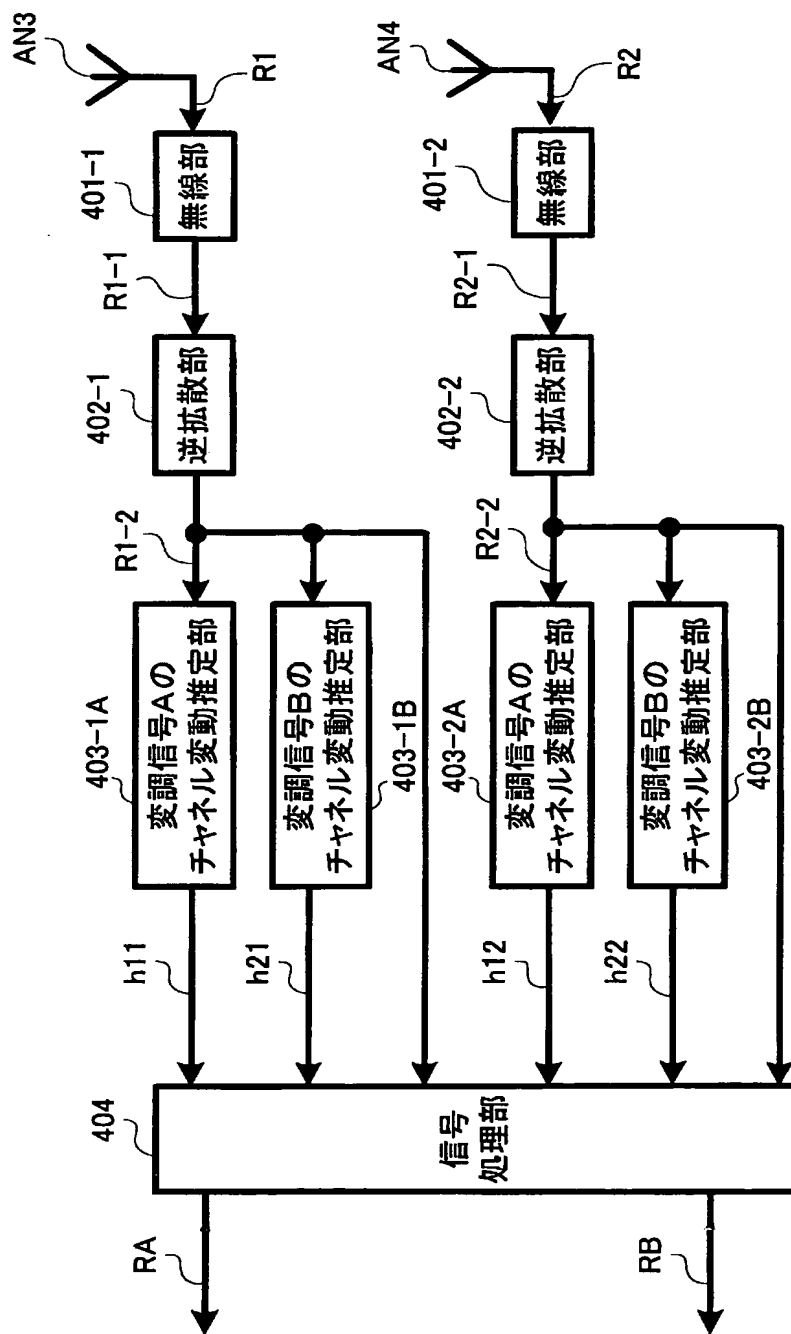 AN3
R1
401-1
無線部
R1-1
402-1
逆拡散部
R1-2
403-1A
変調信号Aの
チャネル変動推定部
変調信号Bの
チャネル変動推定部
403-1B
h11
h21
AN4
R2
401-2
無線部
R2-1
402-2
逆拡散部
R2-2
403-2A
変調信号Aの
チャネル変動推定部
変調信号Bの
チャネル変動推定部
403-2B
h12
h22
404
信号
処理部
RA
RB